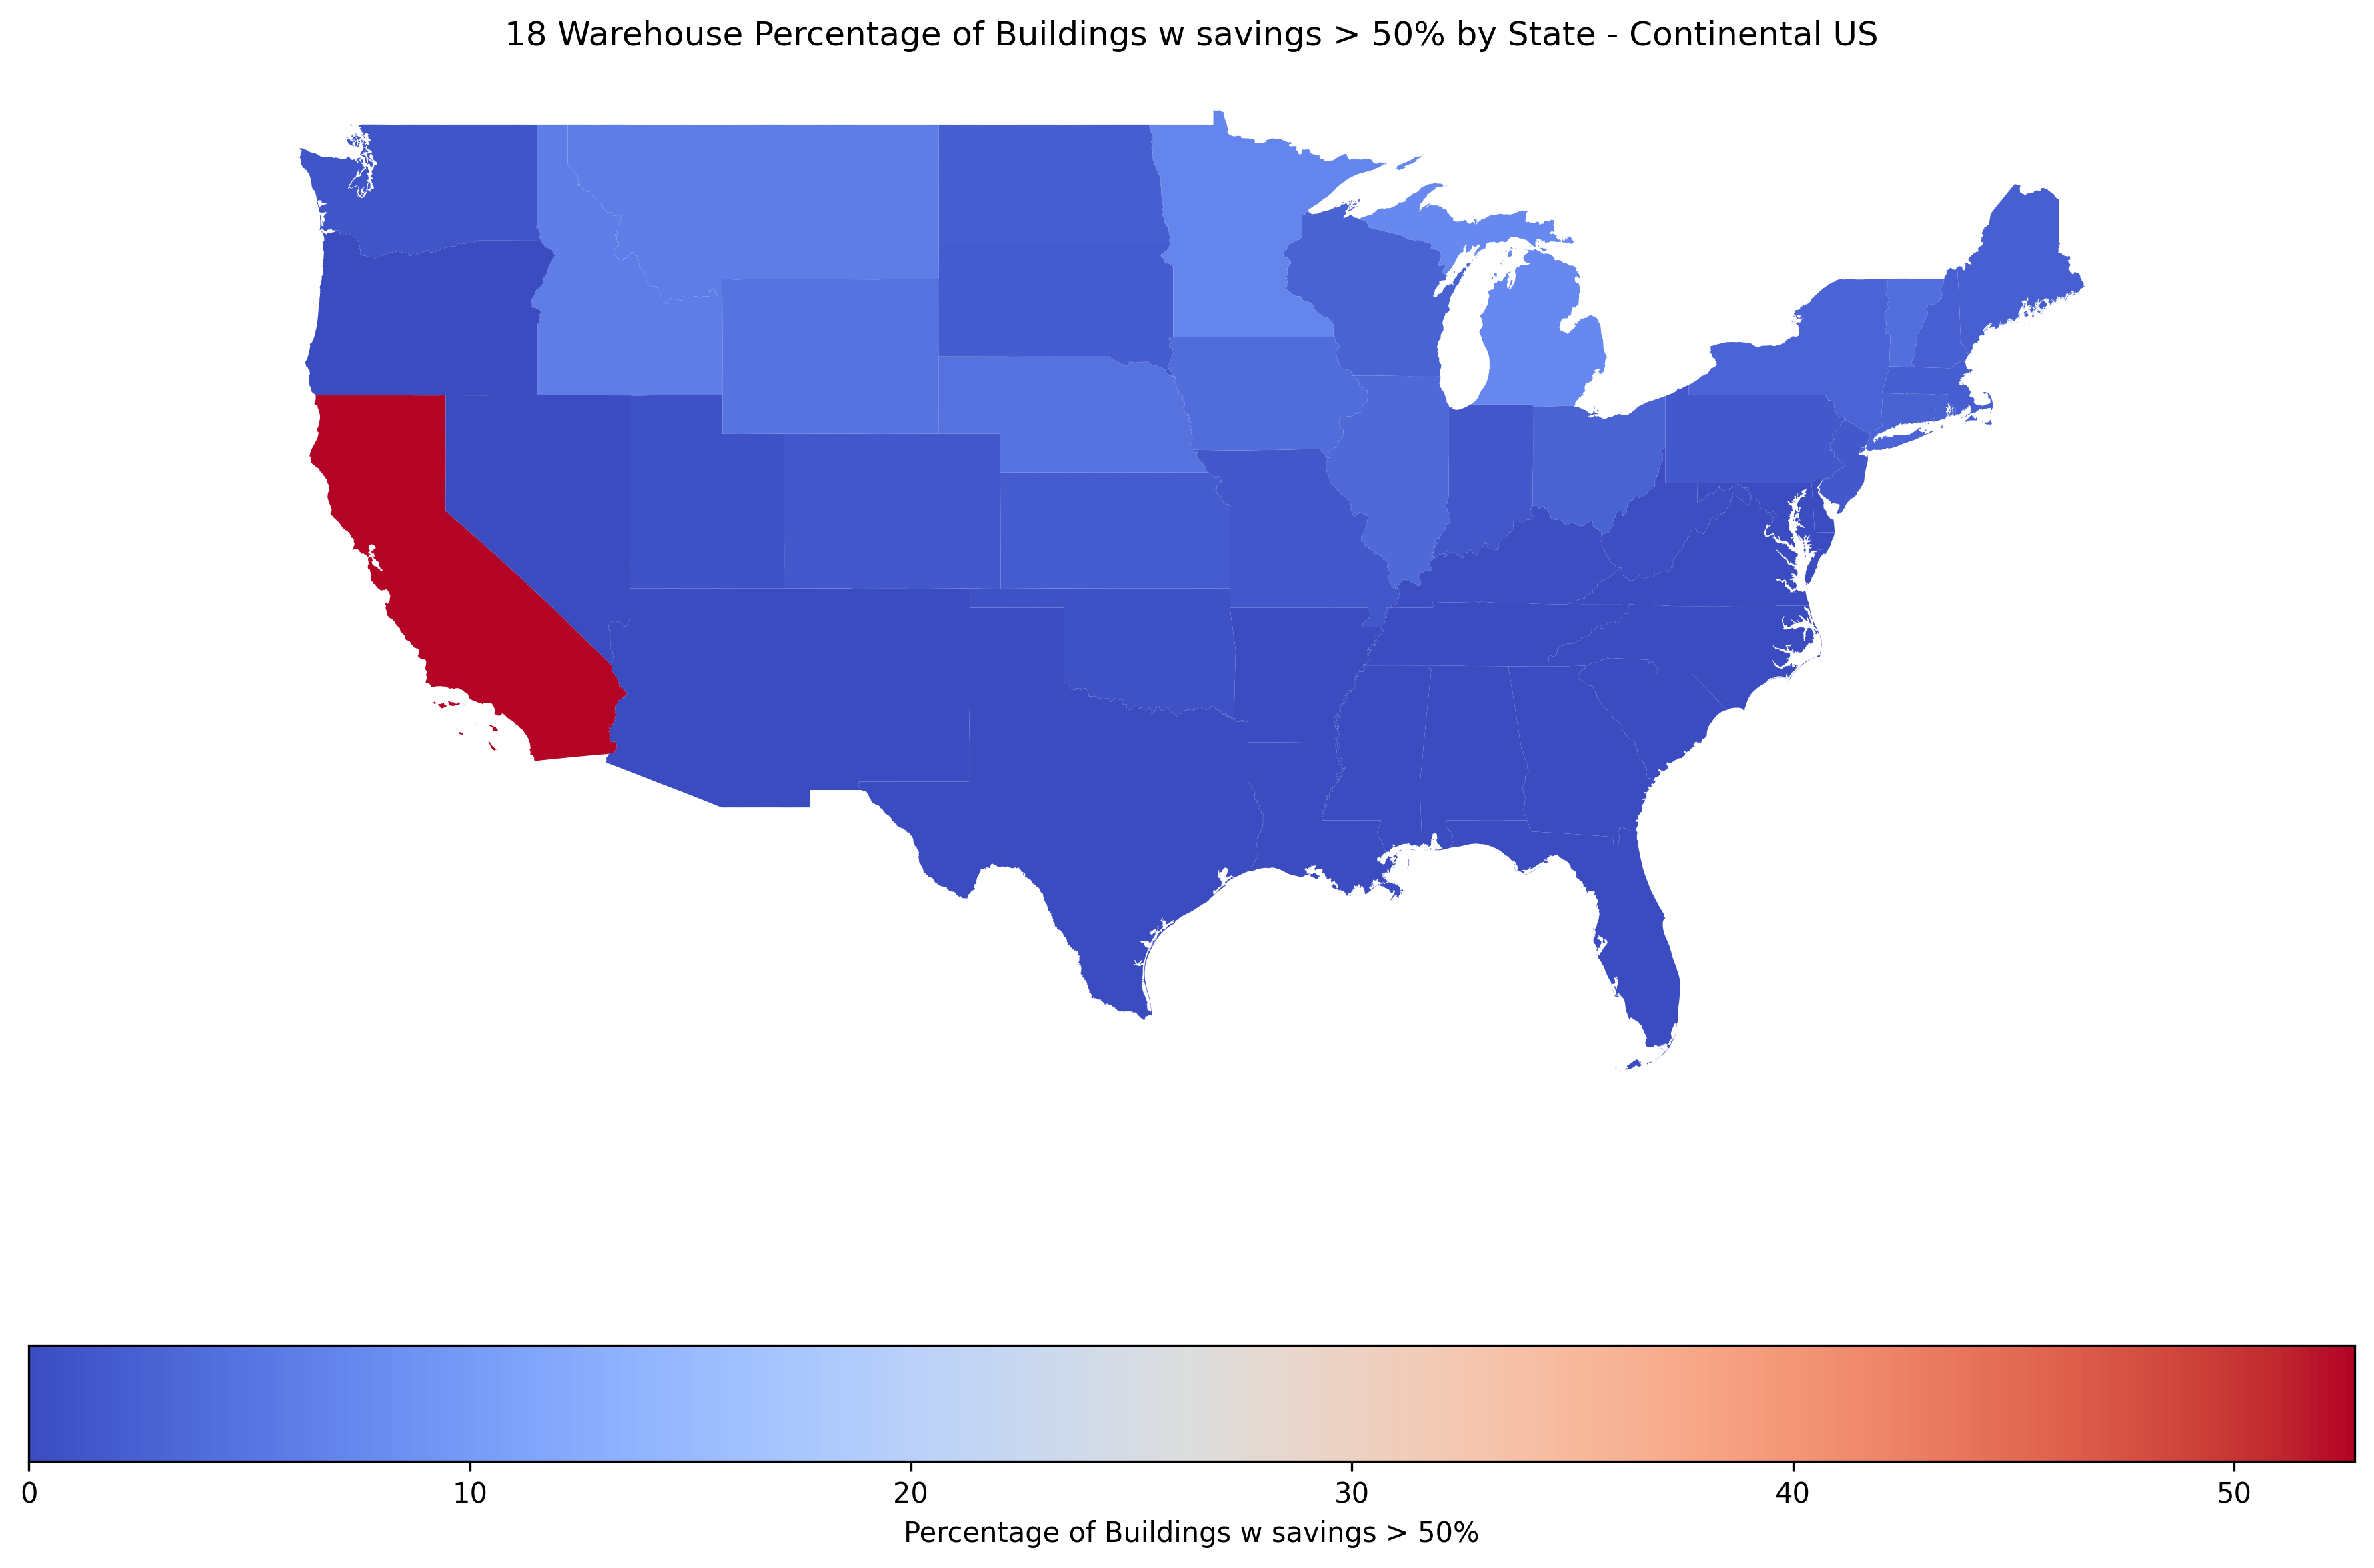 18 Warehouse Percentage of Buildings w savings > 50% by State - Continental US
0 10 20 30 40 50
Percentage of Buildings w savings > 50%